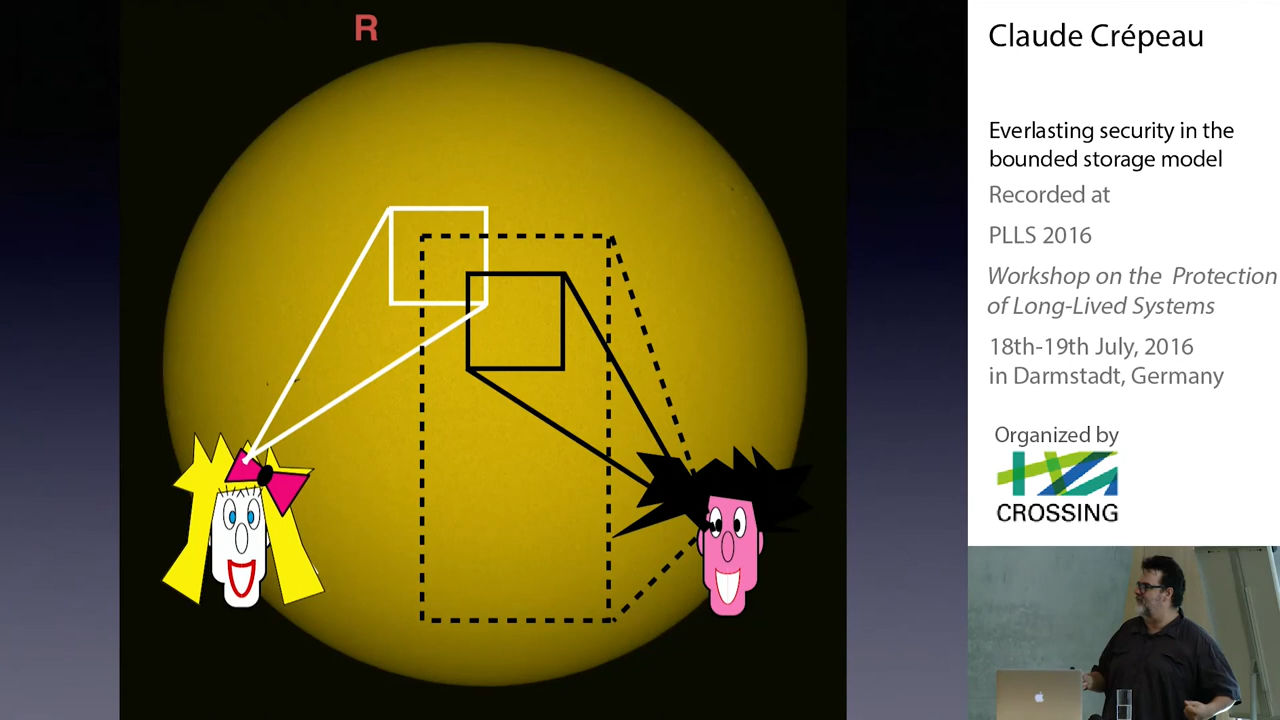 R
Claude Crépeau
Everlasting security in the
bounded storage model
Recorded at
PLLS 2016
Workshop on the Protection
of Long-Lived Systems
18th-19th July, 2016
in Darmstadt, Germany
Organized by
CROSSING